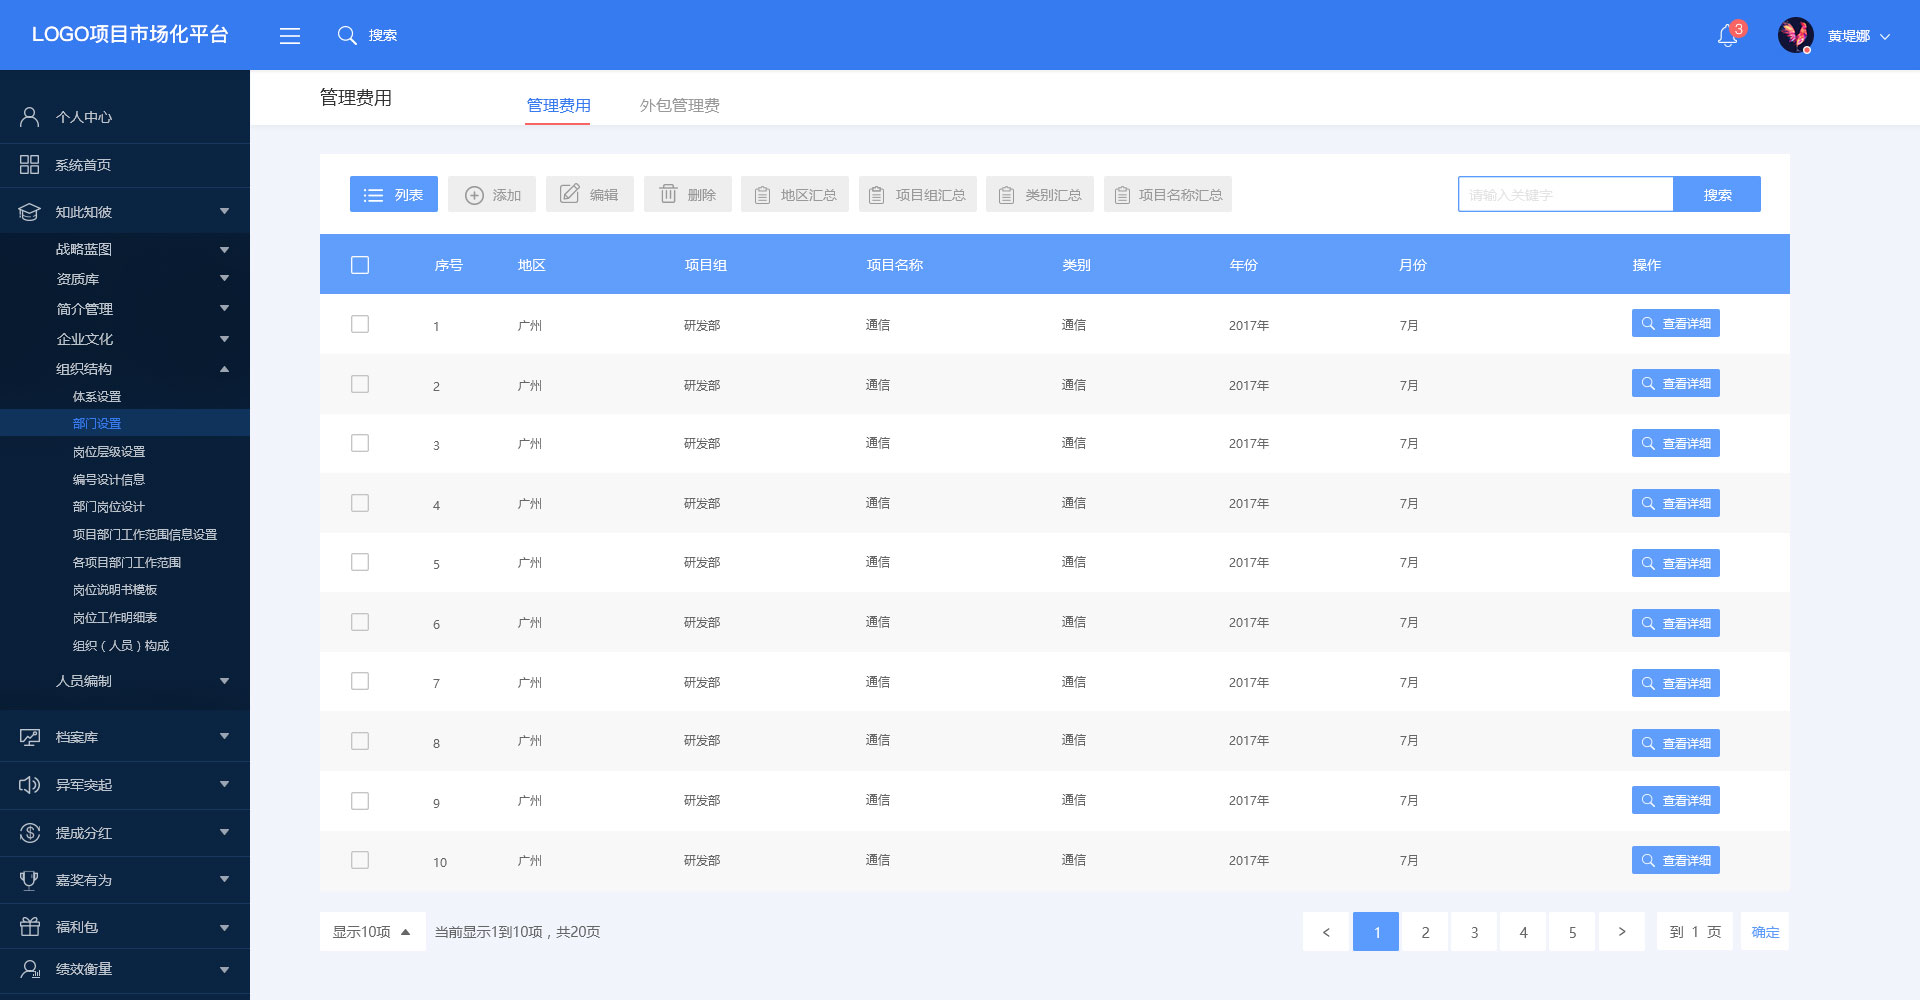 LOGO项目市场化平台
搜索
3
黄堤娜
个人中心
系统首页
知此知彼
战略蓝图
资质库
简介管理
企业文化
组织结构
体系设置
部门设置
岗位层级设置
编号设计信息
部门岗位设计
项目部门工作范围信息设置
各项目部门工作范围
岗位说明书模板
岗位工作明细表
组织（人员）构成
人员编制
档案库
异军突起
提成分红
嘉奖有为
福利包
绩效衡量
管理费用
管理费用 外包管理费
列表 添加 编辑 删除 地区汇总 项目组汇总 类别汇总 项目名称汇总 请输入关键字 搜索
序号 地区 项目组 项目名称 类别 年份 月份 操作
1 广州 研发部 通信 通信 2017年 7月 查看详细
2 广州 研发部 通信 通信 2017年 7月 查看详细
3 广州 研发部 通信 通信 2017年 7月 查看详细
4 广州 研发部 通信 通信 2017年 7月 查看详细
5 广州 研发部 通信 通信 2017年 7月 查看详细
6 广州 研发部 通信 通信 2017年 7月 查看详细
7 广州 研发部 通信 通信 2017年 7月 查看详细
8 广州 研发部 通信 通信 2017年 7月 查看详细
9 广州 研发部 通信 通信 2017年 7月 查看详细
10 广州 研发部 通信 通信 2017年 7月 查看详细
显示10项 当前显示1到10项，共20页 < 1 2 3 4 5 > 到 1 页 确定